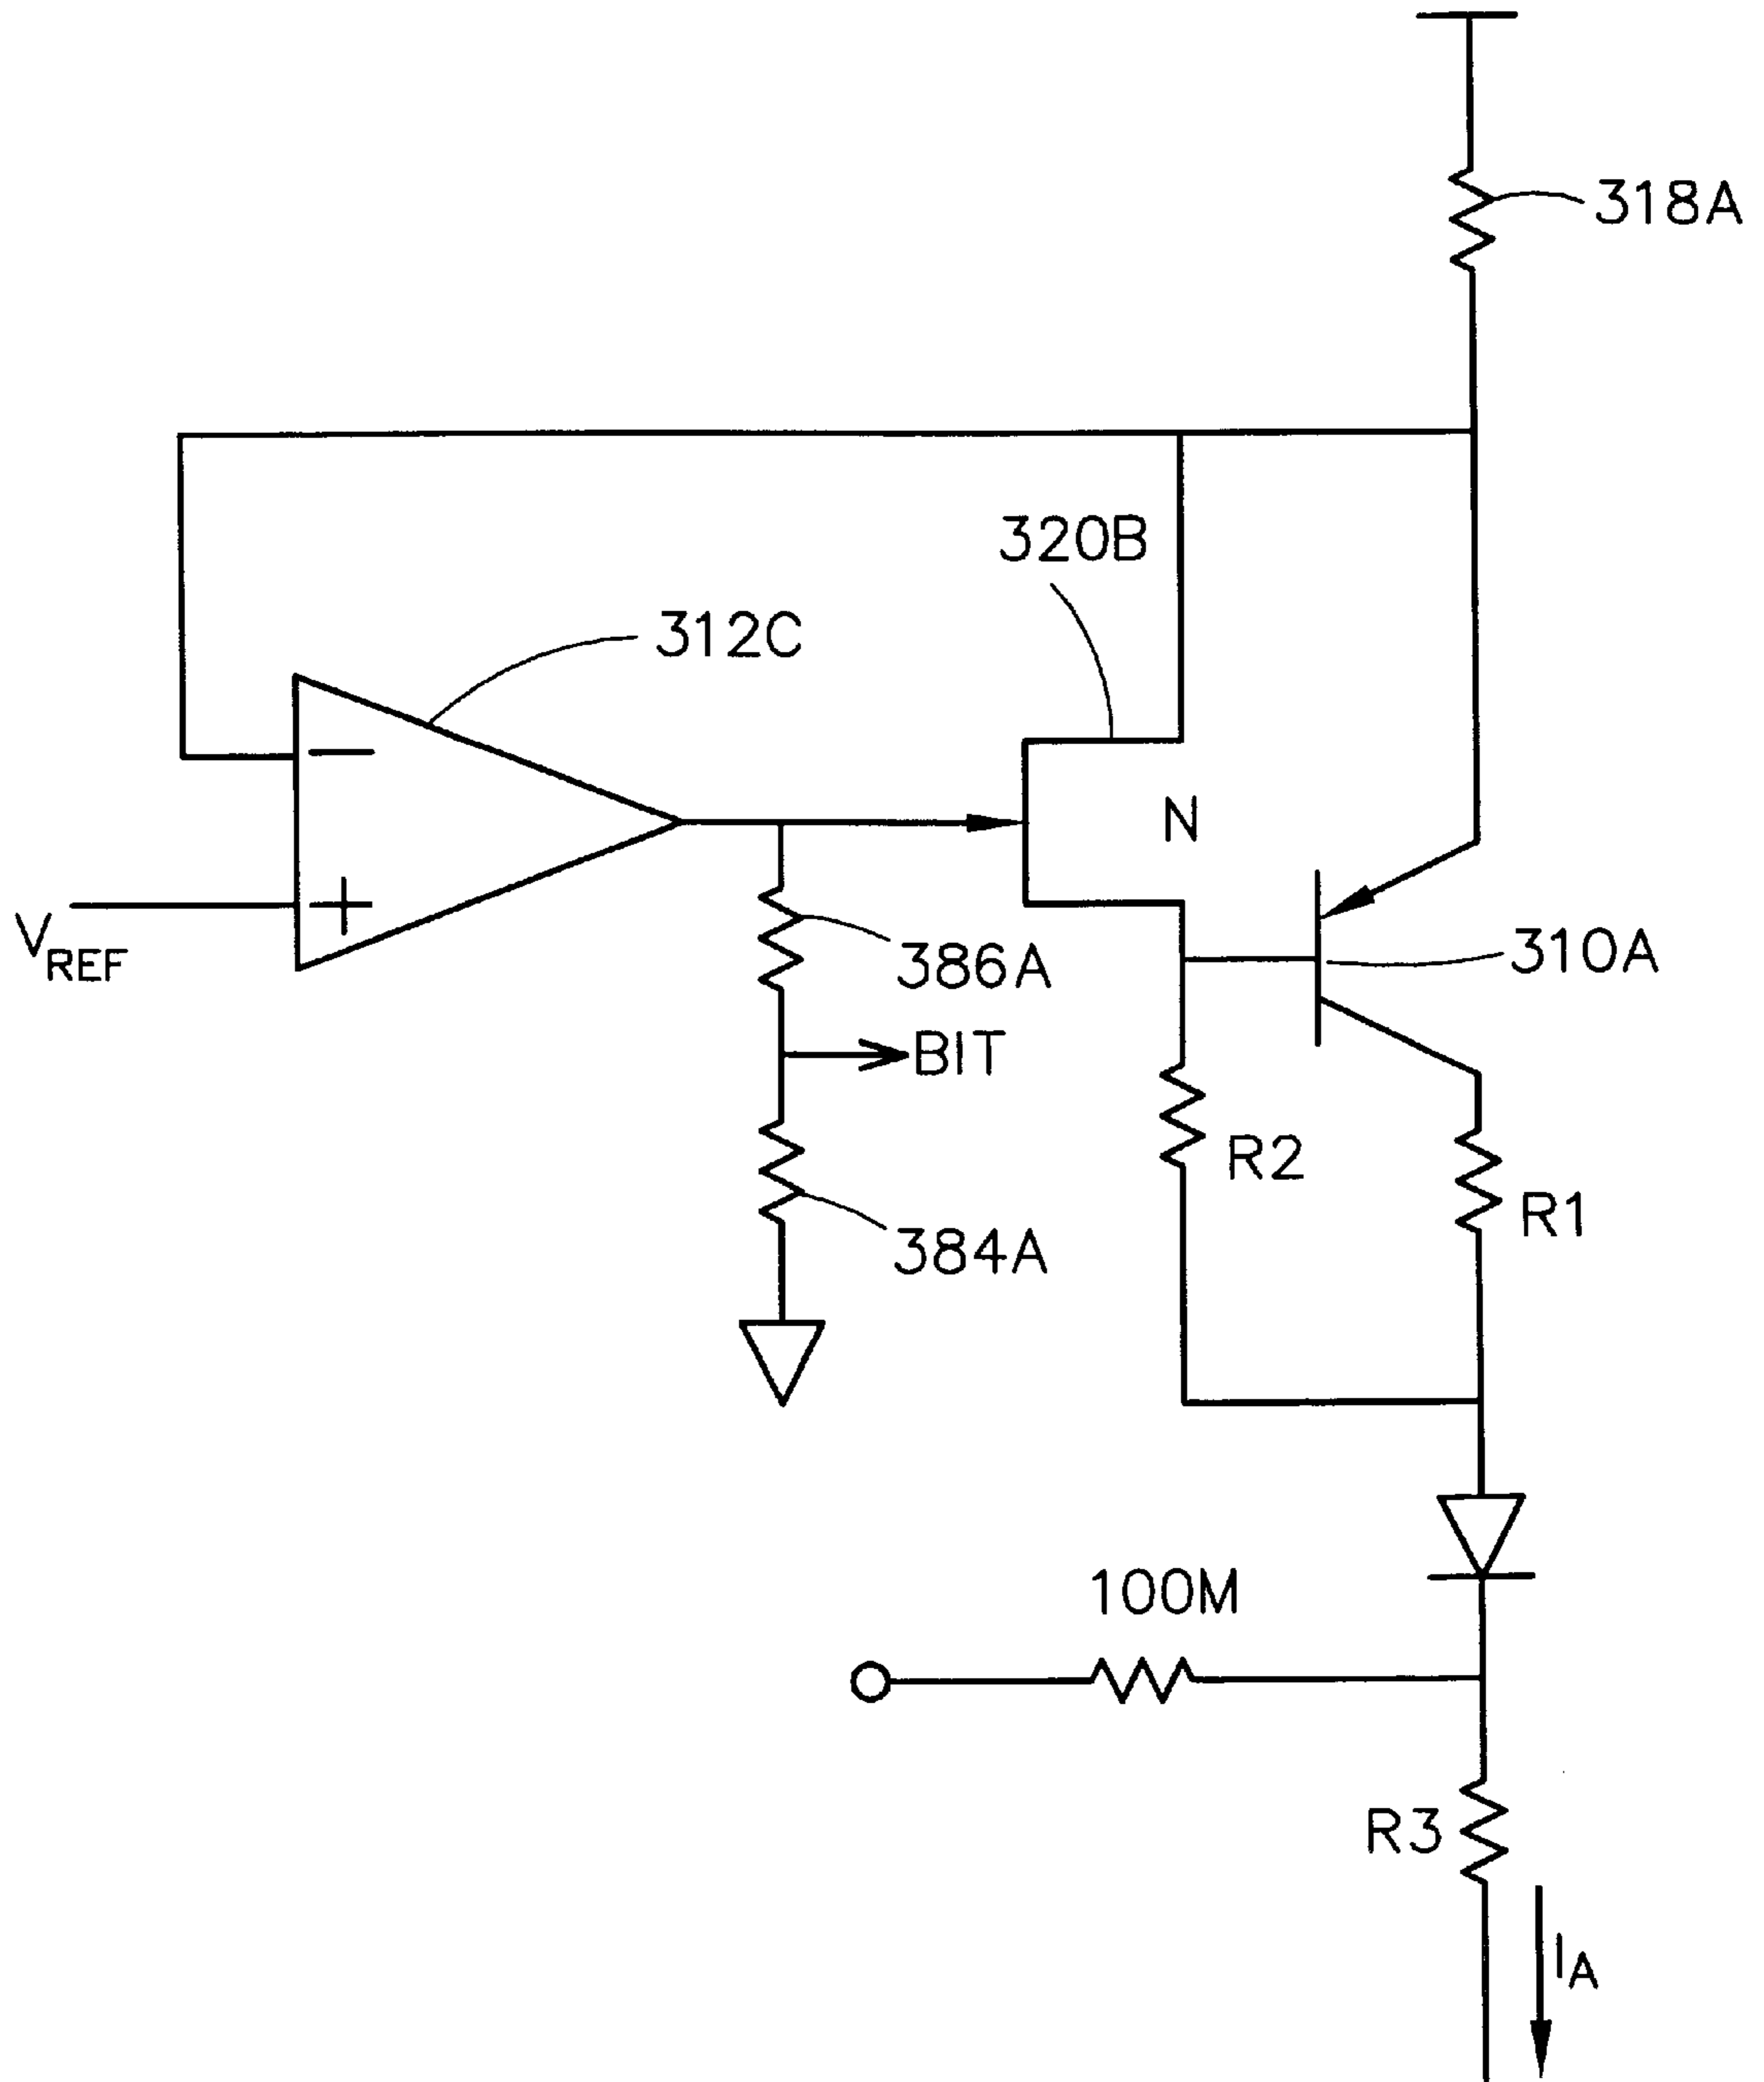 318A
320B
312C
N
−
+
V_REF
386A
310A
BIT
R2
R1
384A
100M
R3
I_A